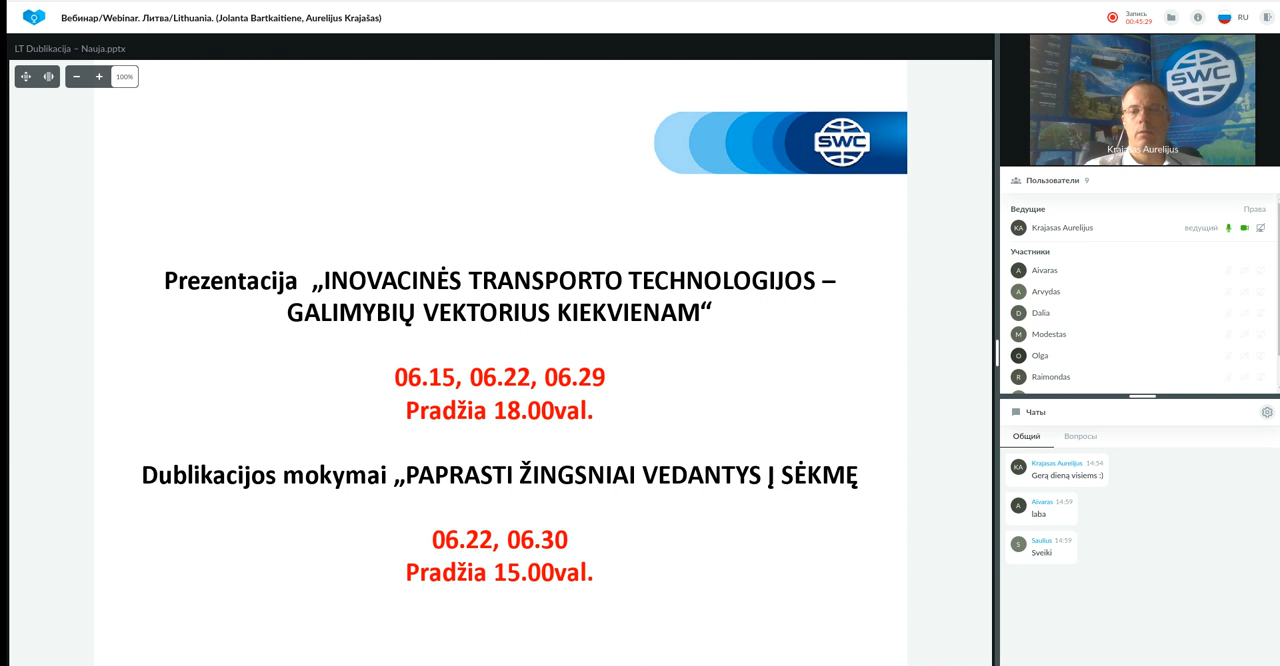 Вебинар/Webinar. Литва/Lithuania. (Jolanta Bartkaitiene, Aurelijus Krajašas)
Запись
00:45:29
RU
LT Dublikacija – Nauja.pptx
100%
SWC
Prezentacija „INOVACINĖS TRANSPORTO TECHNOLOGIJOS –
GALIMYBIŲ VEKTORIUS KIEKVIENAM“
06.15, 06.22, 06.29
Pradžia 18.00val.
Dublikacijos mokymai „PAPRASTI ŽINGSNIAI VEDANTYS Į SĖKMĘ
06.22, 06.30
Pradžia 15.00val.
SWC
Krajasas Aurelijus
Пользователи 9
Ведущие Права
KA Krajasas Aurelijus ведущий
Участники
A Aivaras
A Arvydas
D Dalia
M Modestas
O Olga
R Raimondas
Чаты
Общий Вопросы
KA Krajasas Aurelijus 14:54
Gerą dieną visiems :)
A Aivaras 14:59
laba
S Saulius 14:59
Sveiki